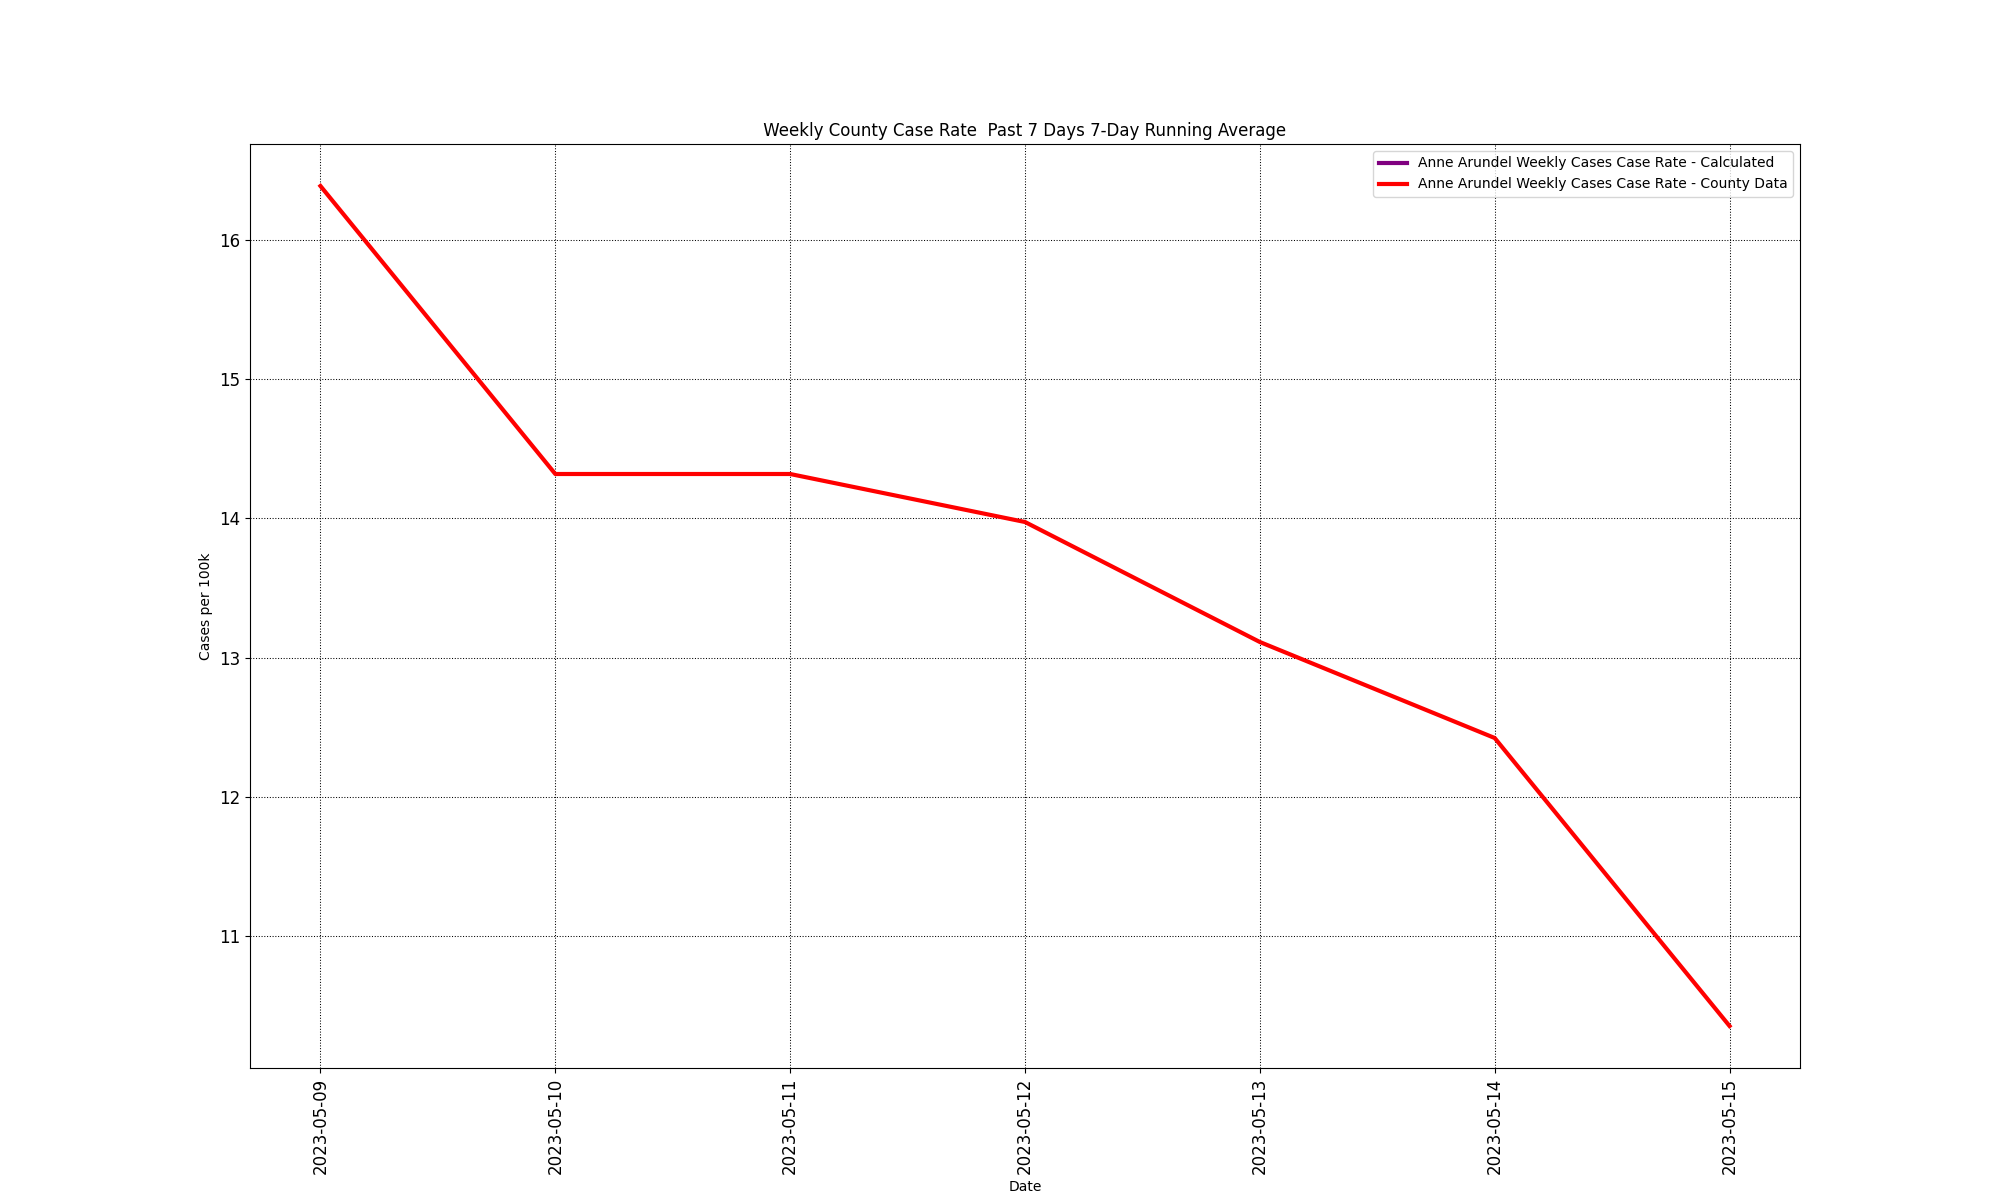 Weekly County Case Rate  Past 7 Days 7-Day Running Average
Anne Arundel Weekly Cases Case Rate - Calculated
Anne Arundel Weekly Cases Case Rate - County Data
16
15
14
13
12
11
Cases per 100k
2023-05-09
2023-05-10
2023-05-11
2023-05-12
2023-05-13
2023-05-14
2023-05-15
Date